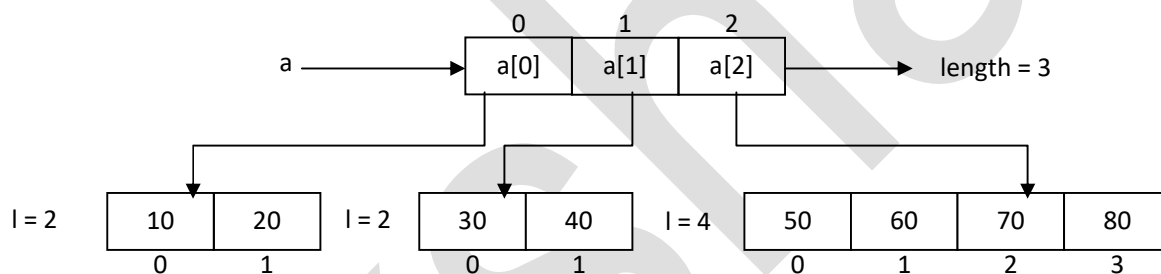 0 1 2
a a[0] a[1] a[2] length = 3
l = 2 10 20 l = 2 30 40 l = 4 50 60 70 80
0 1 0 1 0 1 2 3